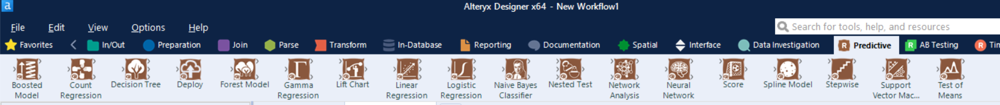 a
Alteryx Designer x64 - New Workflow1
File Edit View Options Help
Search for tools, help, and resources
Favorites In/Out Preparation Join Parse Transform In-Database Reporting Documentation Spatial Interface Data Investigation R Predictive R AB Testing R Tin
Boosted Model
Count Regression
Decision Tree
Deploy
Forest Model
Gamma Regression
Lift Chart
Linear Regression
Logistic Regression
Naive Bayes Classifier
Nested Test
Network Analysis
Neural Network
Score
Spline Model
Stepwise
Support Vector Mac...
Test of Means